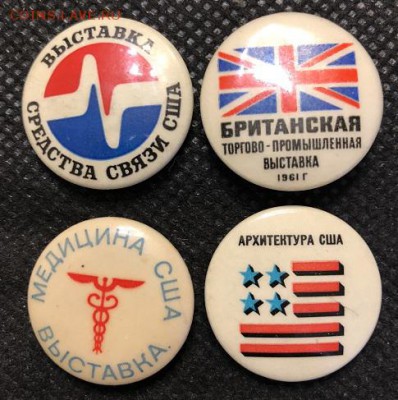 ВЫСТАВКА
СРЕДСТВА СВЯЗИ США
БРИТАНСКАЯ
ТОРГОВО-ПРОМЫШЛЕННАЯ
ВЫСТАВКА
1961 Г
МЕДИЦИНА США
ВЫСТАВКА.
АРХИТЕКТУРА США